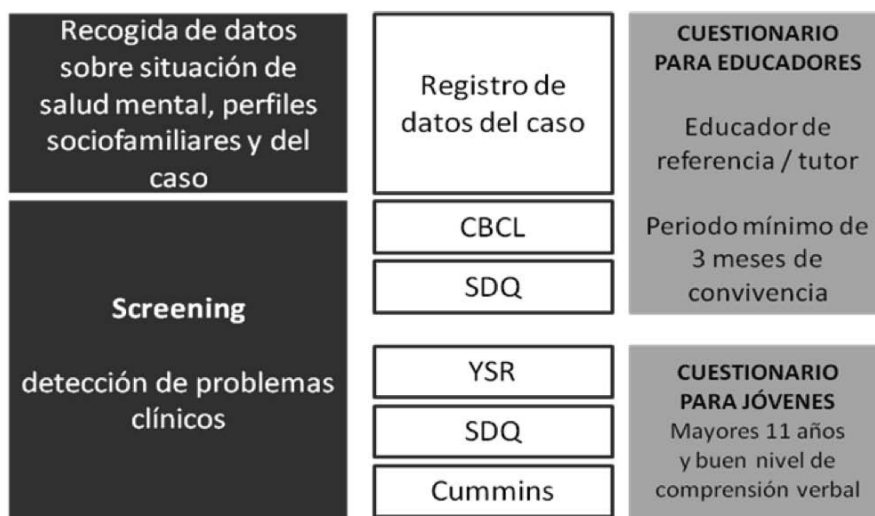 Recogida de datos
sobre situación de
salud mental, perfiles
sociofamiliares y del
caso
Registro de
datos del caso
CUESTIONARIO
PARA EDUCADORES
Educador de
referencia / tutor
Periodo mínimo de
3 meses de
convivencia
Screening
detección de problemas
clínicos
CBCL
SDQ
YSR
SDQ
Cummins
CUESTIONARIO
PARA JÓVENES
Mayores 11 años
y buen nivel de
comprensión verbal